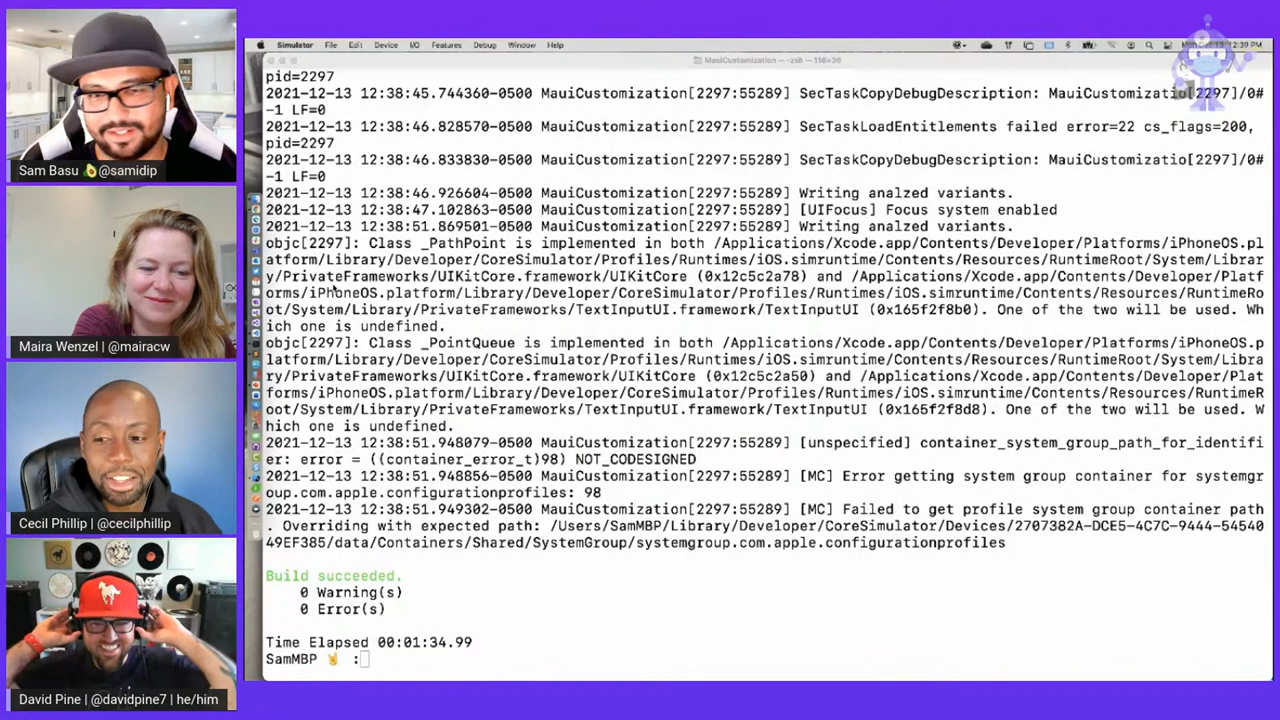 Sam Basu 🥑@samidip
Maira Wenzel | @mairacw
Cecil Phillip | @cecilphillip
David Pine | @davidpine7 | he/him
Simulator File Edit Device I/O Features Debug Window Help
12:39 PM
MauiCustomization — -zsh — 118×36
pid=2297
2021-12-13 12:38:45.744360-0500 MauiCustomization[2297:55289] SecTaskCopyDebugDescription: MauiCustomizatio[2297]/0#
-1 LF=0
2021-12-13 12:38:46.828570-0500 MauiCustomization[2297:55289] SecTaskLoadEntitlements failed error=22 cs_flags=200,
pid=2297
2021-12-13 12:38:46.833830-0500 MauiCustomization[2297:55289] SecTaskCopyDebugDescription: MauiCustomizatio[2297]/0#
-1 LF=0
2021-12-13 12:38:46.926604-0500 MauiCustomization[2297:55289] Writing analzed variants.
2021-12-13 12:38:47.102863-0500 MauiCustomization[2297:55289] [UIFocus] Focus system enabled
2021-12-13 12:38:51.869501-0500 MauiCustomization[2297:55289] Writing analzed variants.
objc[2297]: Class _PathPoint is implemented in both /Applications/Xcode.app/Contents/Developer/Platforms/iPhoneOS.pl
atform/Library/Developer/CoreSimulator/Profiles/Runtimes/iOS.simruntime/Contents/Resources/RuntimeRoot/System/Librar
y/PrivateFrameworks/UIKitCore.framework/UIKitCore (0x12c5c2a78) and /Applications/Xcode.app/Contents/Developer/Platf
orms/iPhoneOS.platform/Library/Developer/CoreSimulator/Profiles/Runtimes/iOS.simruntime/Contents/Resources/RuntimeRo
ot/System/Library/PrivateFrameworks/TextInputUI.framework/TextInputUI (0x165f2f8b0). One of the two will be used. Wh
ich one is undefined.
objc[2297]: Class _PointQueue is implemented in both /Applications/Xcode.app/Contents/Developer/Platforms/iPhoneOS.p
latform/Library/Developer/CoreSimulator/Profiles/Runtimes/iOS.simruntime/Contents/Resources/RuntimeRoot/System/Libra
ry/PrivateFrameworks/UIKitCore.framework/UIKitCore (0x12c5c2a50) and /Applications/Xcode.app/Contents/Developer/Plat
forms/iPhoneOS.platform/Library/Developer/CoreSimulator/Profiles/Runtimes/iOS.simruntime/Contents/Resources/RuntimeR
oot/System/Library/PrivateFrameworks/TextInputUI.framework/TextInputUI (0x165f2f8d8). One of the two will be used. W
hich one is undefined.
2021-12-13 12:38:51.948079-0500 MauiCustomization[2297:55289] [unspecified] container_system_group_path_for_identifi
er: error = ((container_error_t)98) NOT_CODESIGNED
2021-12-13 12:38:51.948856-0500 MauiCustomization[2297:55289] [MC] Error getting system group container for systemgr
oup.com.apple.configurationprofiles: 98
2021-12-13 12:38:51.949302-0500 MauiCustomization[2297:55289] [MC] Failed to get profile system group container path
. Overriding with expected path: /Users/SamMBP/Library/Developer/CoreSimulator/Devices/2707382A-DCE5-4C7C-9444-54540
49EF385/data/Containers/Shared/SystemGroup/systemgroup.com.apple.configurationprofiles
Build succeeded.
0 Warning(s)
0 Error(s)
Time Elapsed 00:01:34.99
SamMBP 🤘 :